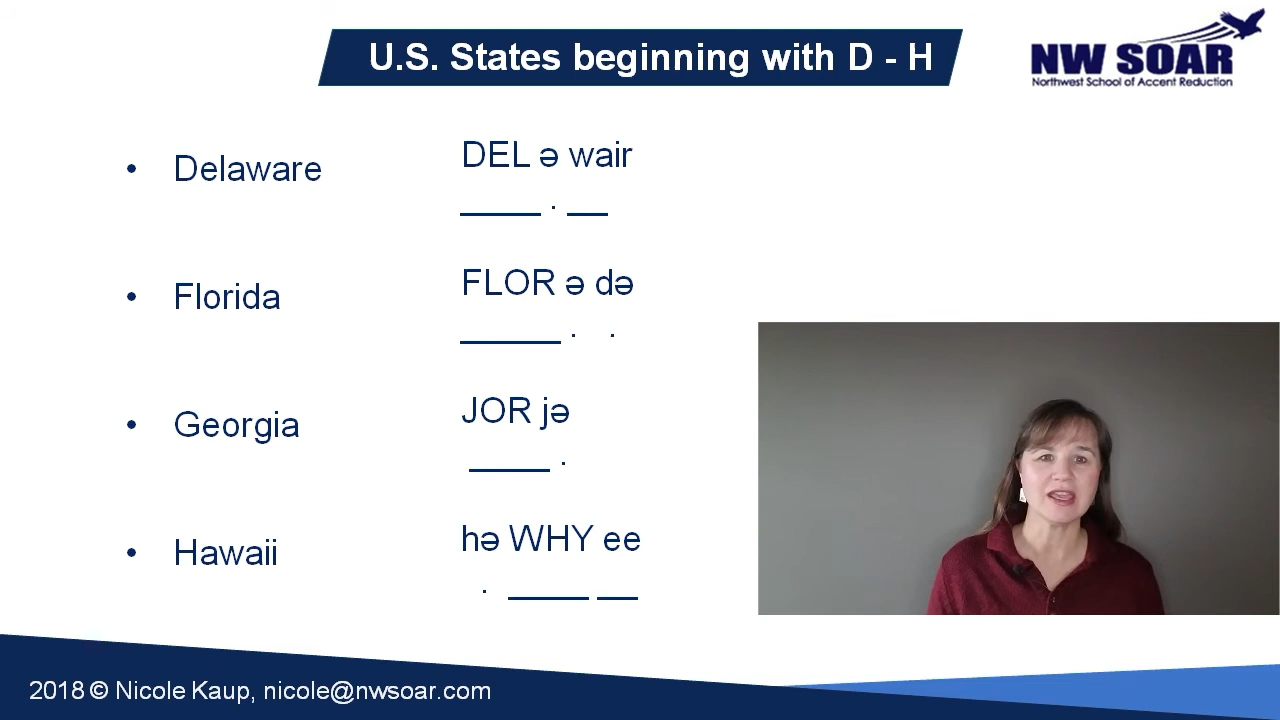 U.S. States beginning with D - H
NW SOAR
Northwest School of Accent Reduction
• Delaware DEL ə wair
• Florida FLOR ə də
• Georgia JOR jə
• Hawaii hə WHY ee
2018 © Nicole Kaup, nicole@nwsoar.com